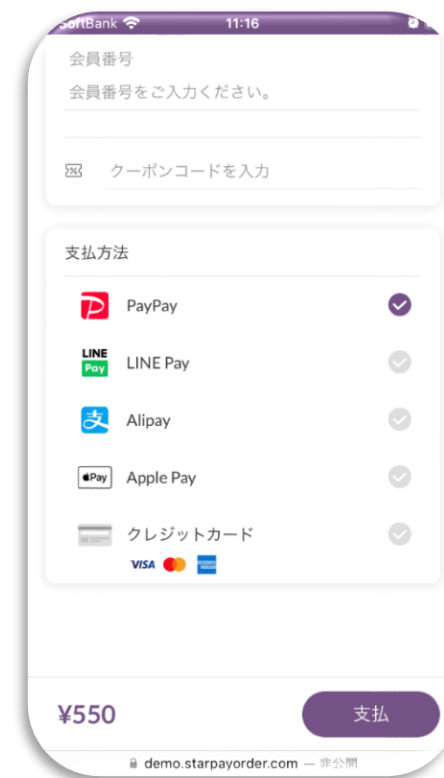 SoftBank 11:16
会員番号
会員番号をご入力ください。
クーポンコードを入力
支払方法
PayPay
LINE Pay
LINE Pay
Alipay
Pay Apple Pay
クレジットカード
VISA
¥550 支払
demo.starpayorder.com — 非公開